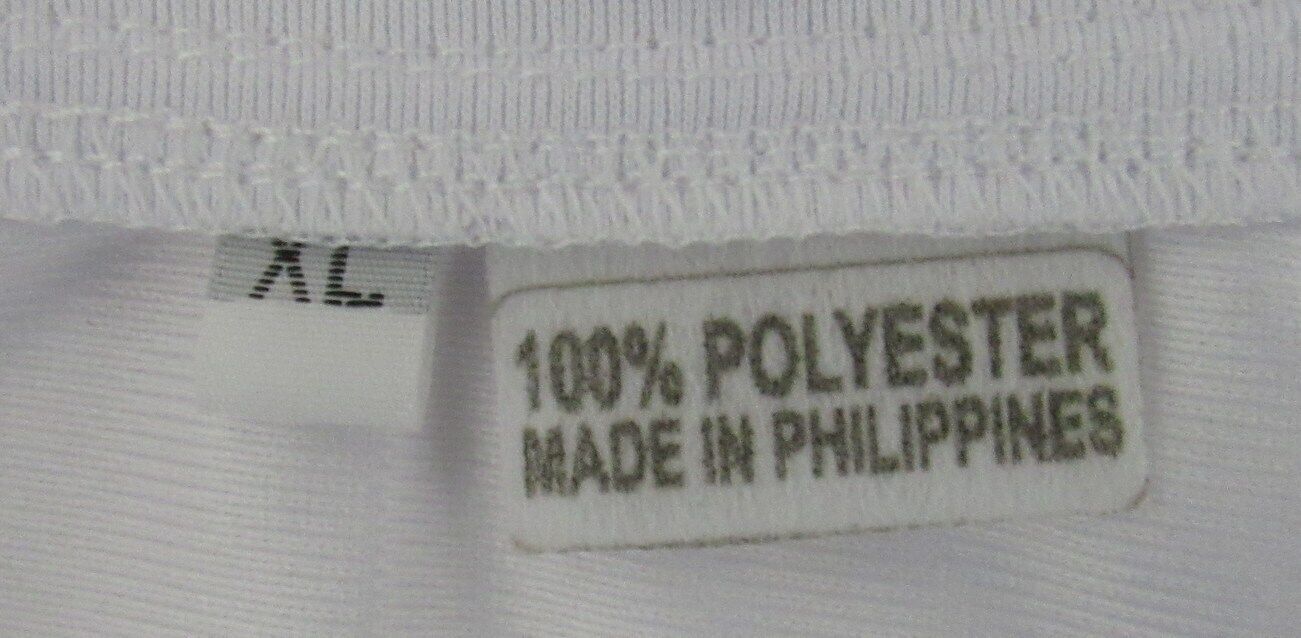 XL
100% POLYESTER
MADE IN PHILIPPINES